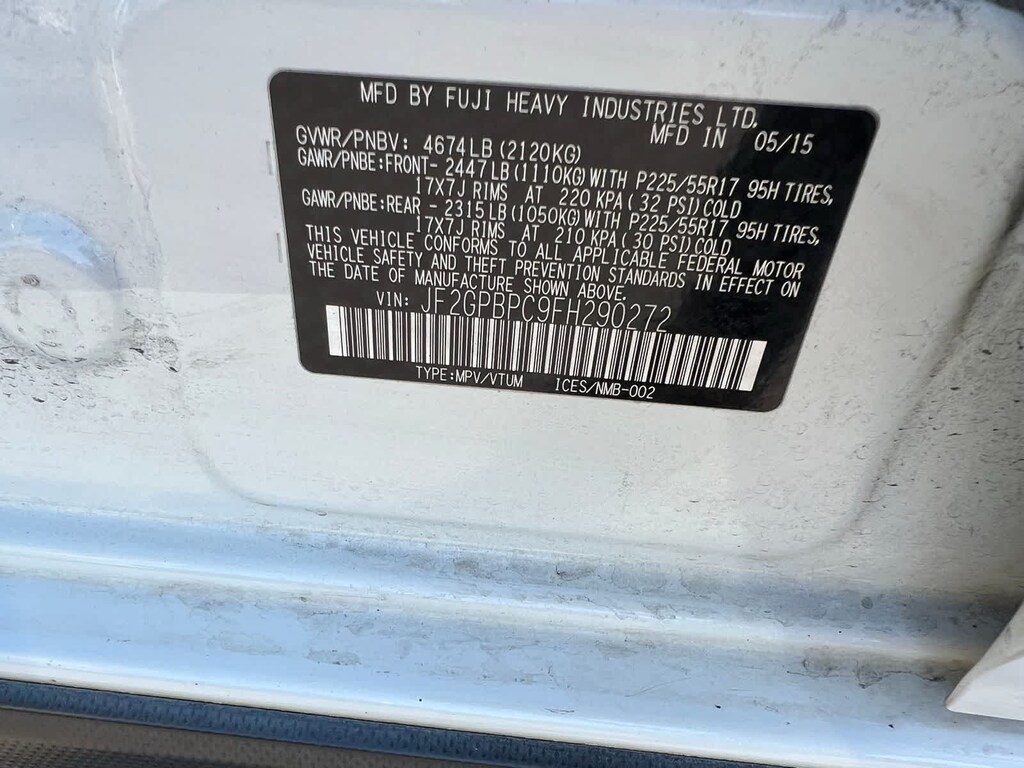 MFD BY FUJI HEAVY INDUSTRIES LTD.
MFD IN 05/15
GVWR/PNBV: 4674LB(2120KG)
GAWR/PNBE:FRONT- 2447LB(1110KG)WITH P225/55R17 95H TIRES,
17X7J RIMS AT 220 KPA(32 PSI)COLD
GAWR/PNBE:REAR - 2315LB(1050KG)WITH P225/55R17 95H TIRES,
17X7J RIMS AT 210 KPA(30 PSI)COLD
THIS VEHICLE CONFORMS TO ALL APPLICABLE FEDERAL MOTOR
VEHICLE SAFETY AND THEFT PREVENTION STANDARDS IN EFFECT ON
THE DATE OF MANUFACTURE SHOWN ABOVE.
VIN: JF2GPBPC9FH290272
TYPE:MPV/VTUM ICES/NMB-002